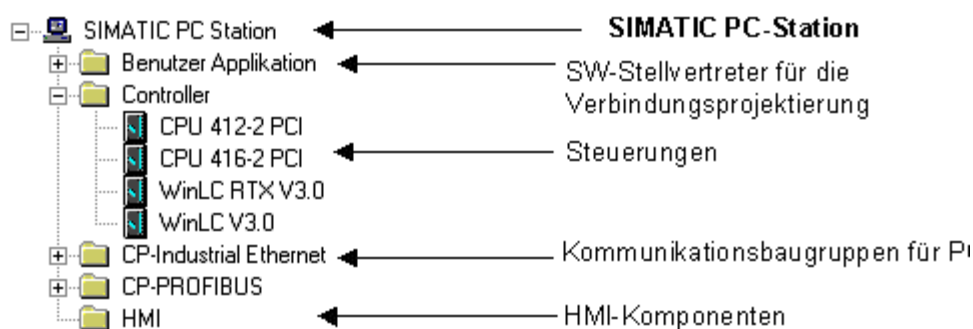 SIMATIC PC Station SIMATIC PC-Station
Benutzer Applikation SW-Stellvertreter für die
Controller Verbindungsprojektierung
CPU 412-2 PCI
CPU 416-2 PCI Steuerungen
WinLC RTX V3.0
WinLC V3.0
CP-Industrial Ethernet Kommunikationsbaugruppen für
CP-PROFIBUS
HMI HMI-Komponenten